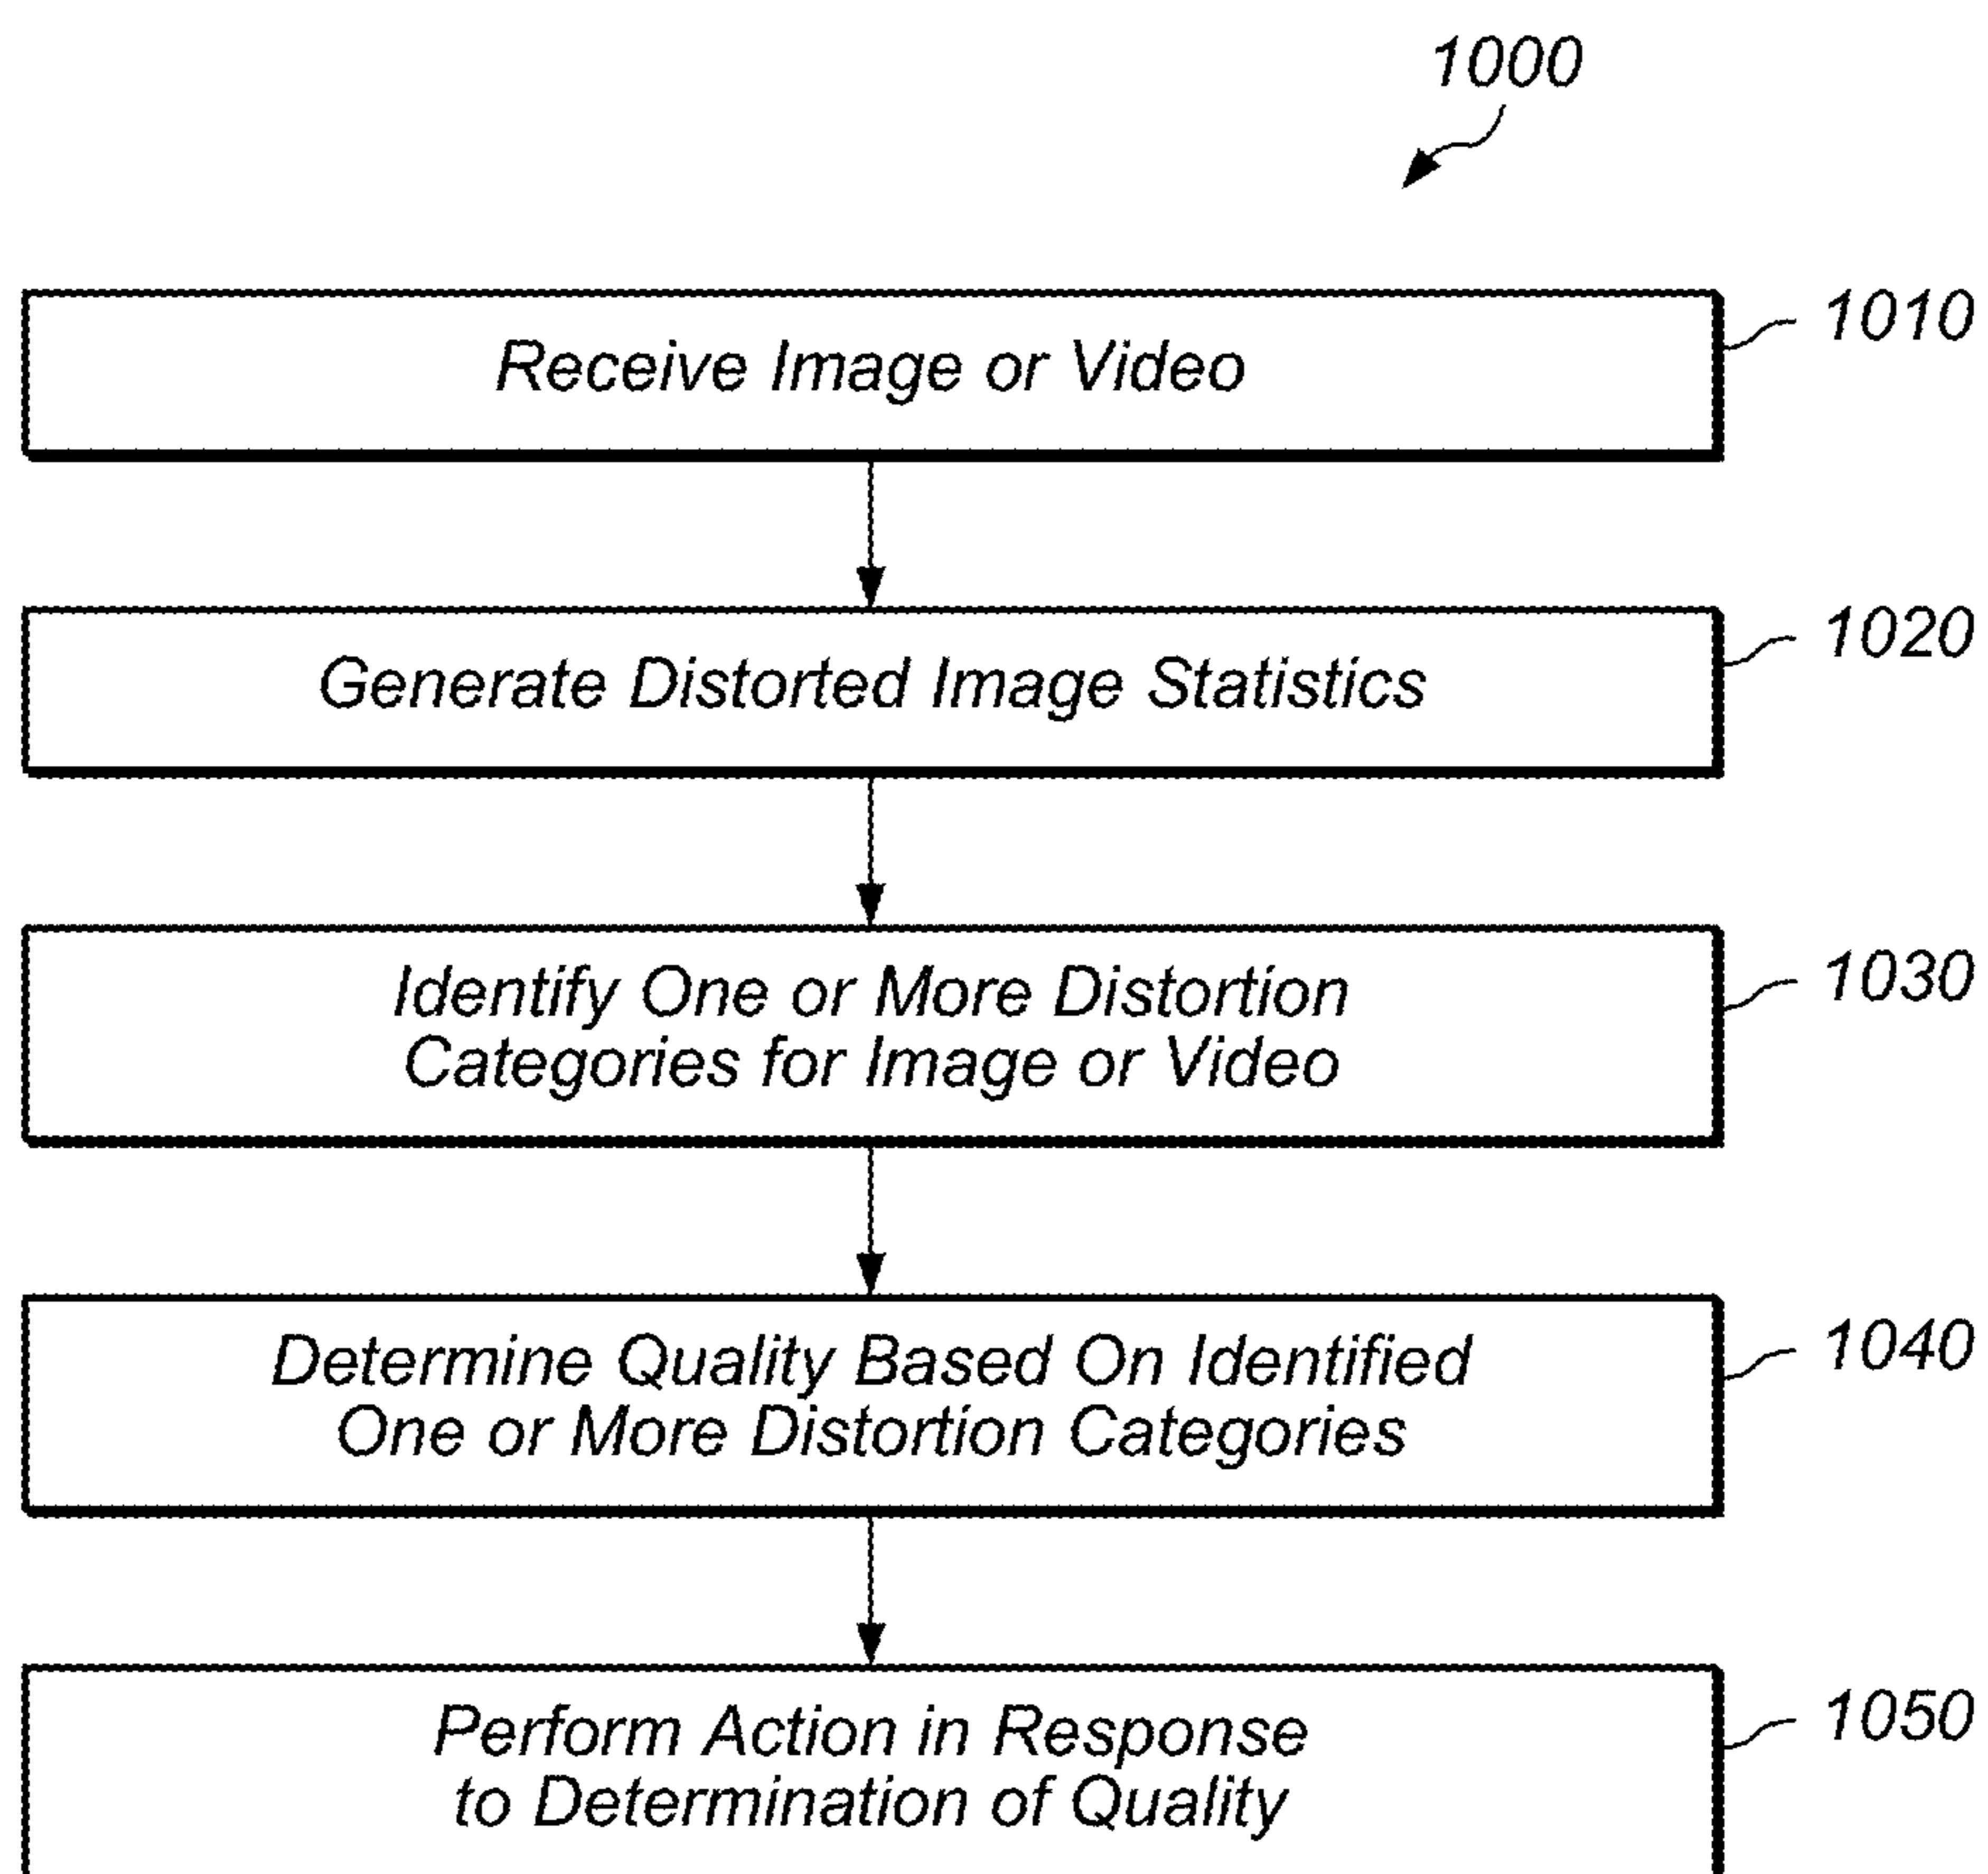 1000
Receive Image or Video
1010
Generate Distorted Image Statistics
1020
Identify One or More Distortion
Categories for Image or Video
1030
Determine Quality Based On Identified
One or More Distortion Categories
1040
Perform Action in Response
to Determination of Quality
1050